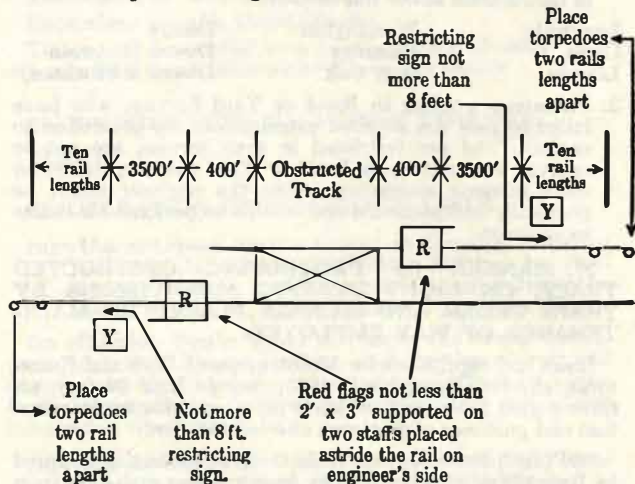 Restricting
sign not
more than
8 feet
Place
torpedoes
two rails
lengths
apart
Ten
rail
lengths
3500'
400'
Obstructed
Track
400'
3500'
Ten
rail
lengths
Y
R
R
Y
Place
torpedoes
two rail
lengths
apart
Not more
than 8 ft.
restricting
sign.
Red flags not less than
2' x 3' supported on
two staffs placed
astride the rail on
engineer's side